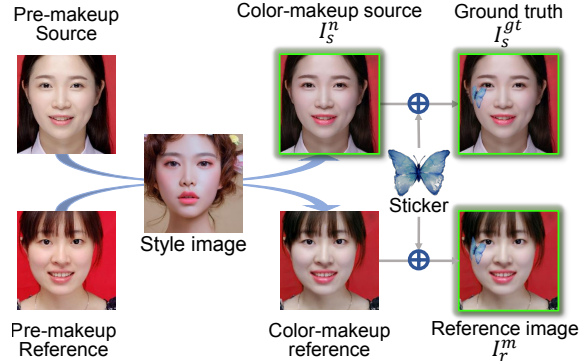 Pre-makeup
Source
Color-makeup source
I_s^n
Ground truth
I_s^{gt}
Style image
Sticker
Pre-makeup
Reference
Color-makeup
reference
Reference image
I_r^m